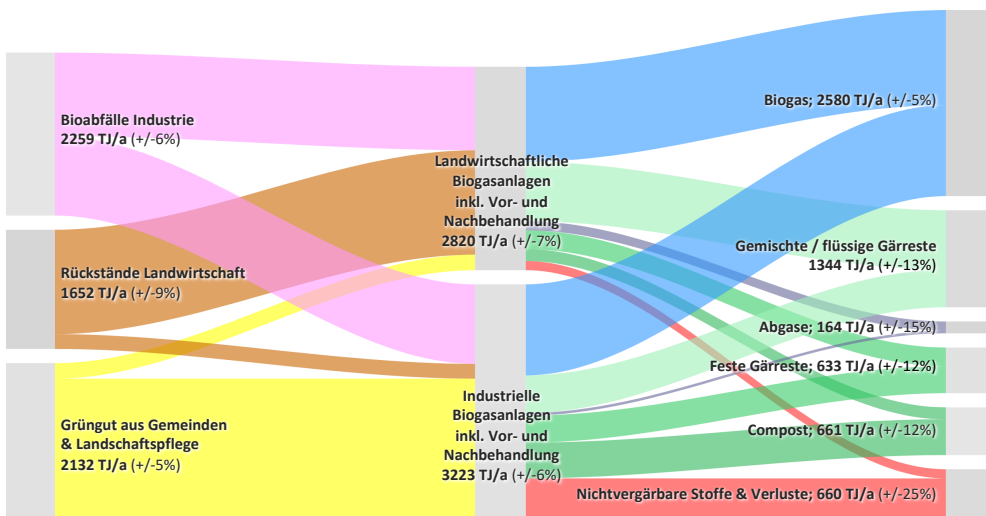 Bioabfälle Industrie
2259 TJ/a (+/-6%)
Rückstände Landwirtschaft
1652 TJ/a (+/-9%)
Grüngut aus Gemeinden
& Landschaftspflege
2132 TJ/a (+/-5%)
Landwirtschaftliche
Biogasanlagen
inkl. Vor- und
Nachbehandlung
2820 TJ/a (+/-7%)
Industrielle
Biogasanlagen
inkl. Vor- und
Nachbehandlung
3223 TJ/a (+/-6%)
Biogas; 2580 TJ/a (+/-5%)
Gemischte / flüssige Gärreste
1344 TJ/a (+/-13%)
Abgase; 164 TJ/a (+/-15%)
Feste Gärreste; 633 TJ/a (+/-12%)
Compost; 661 TJ/a (+/-12%)
Nichtvergärbare Stoffe & Verluste; 660 TJ/a (+/-25%)